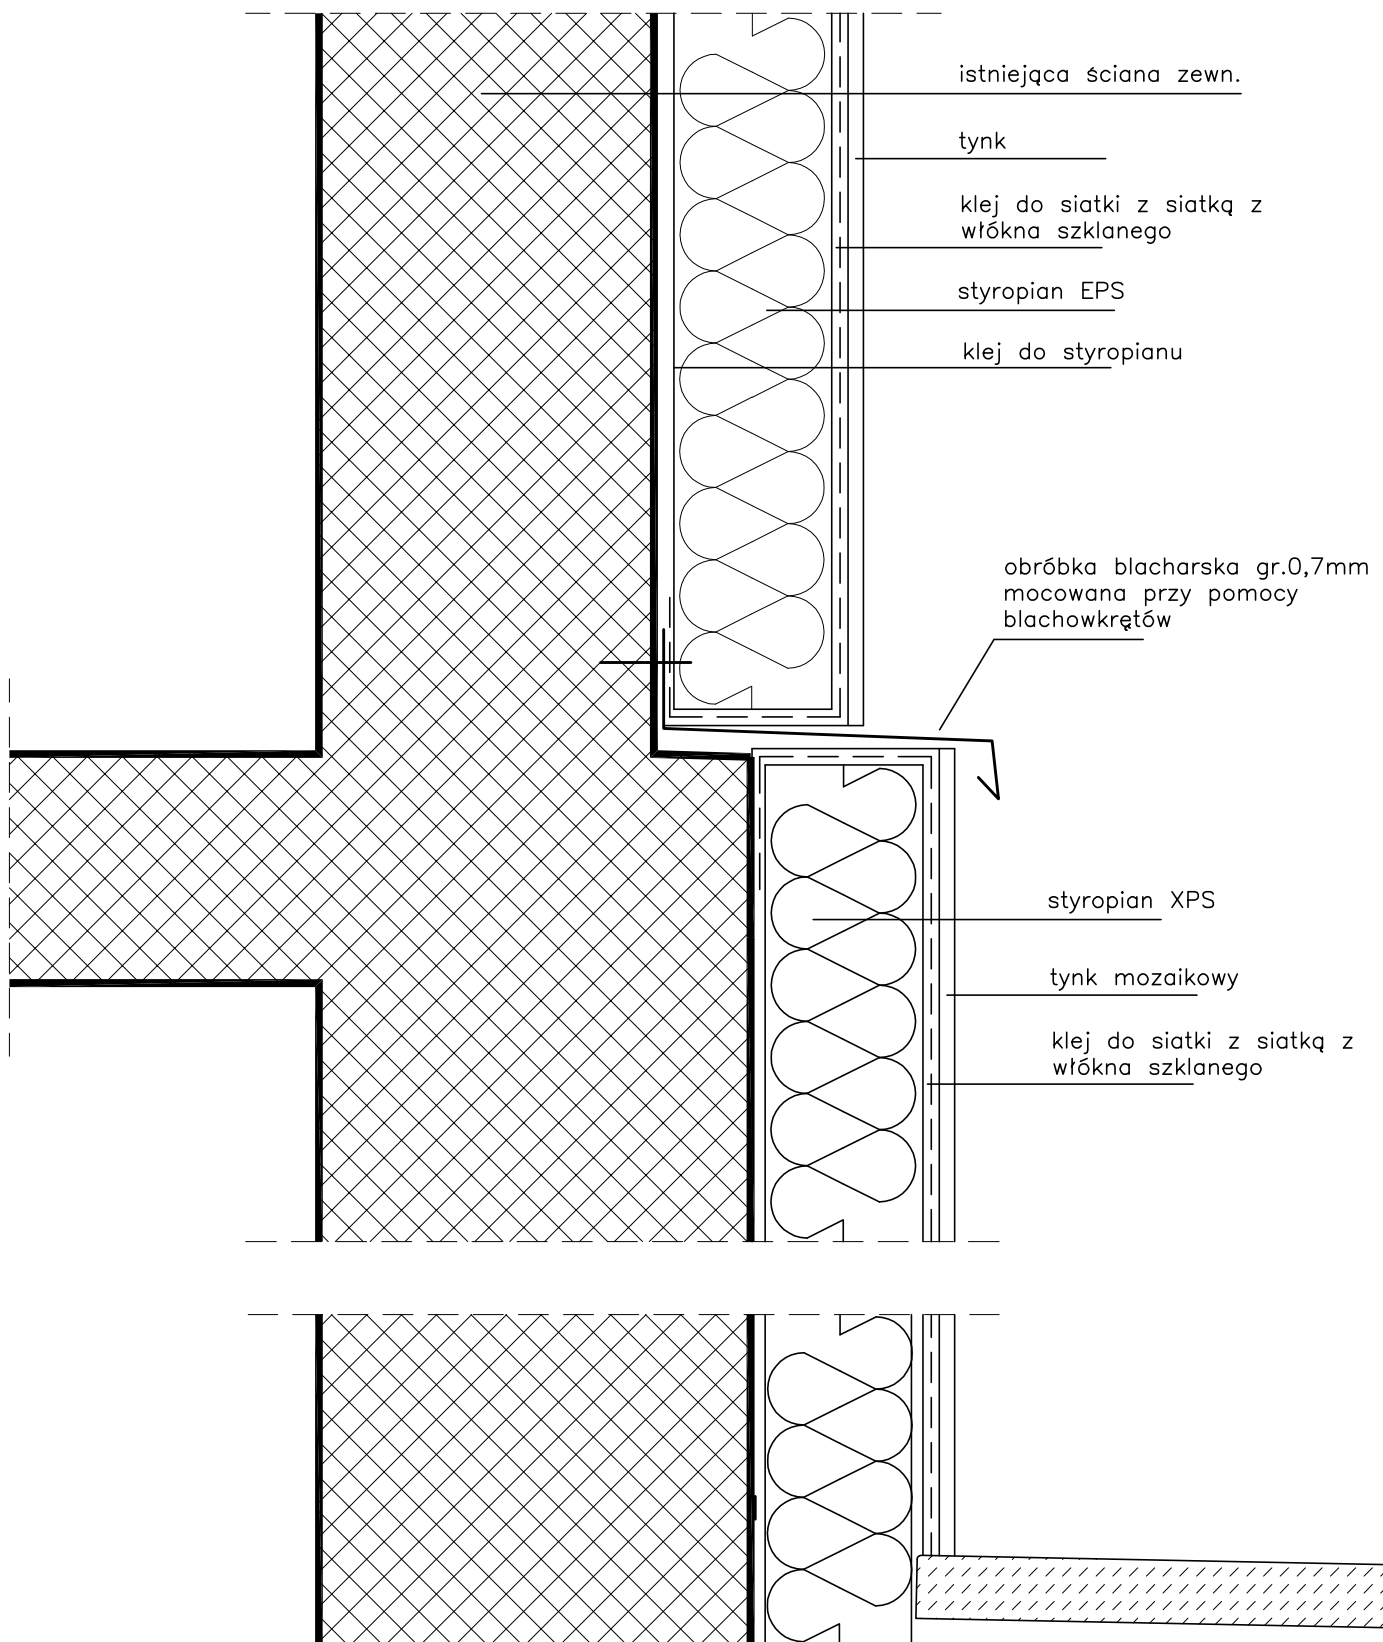 istniejąca ściana zewn.
tynk
klej do siatki z siatką z
włókna szklanego
styropian EPS
klej do styropianu
obróbka blacharska gr.0,7mm
mocowana przy pomocy
blachowkrętów
styropian XPS
tynk mozaikowy
klej do siatki z siatką z
włókna szklanego